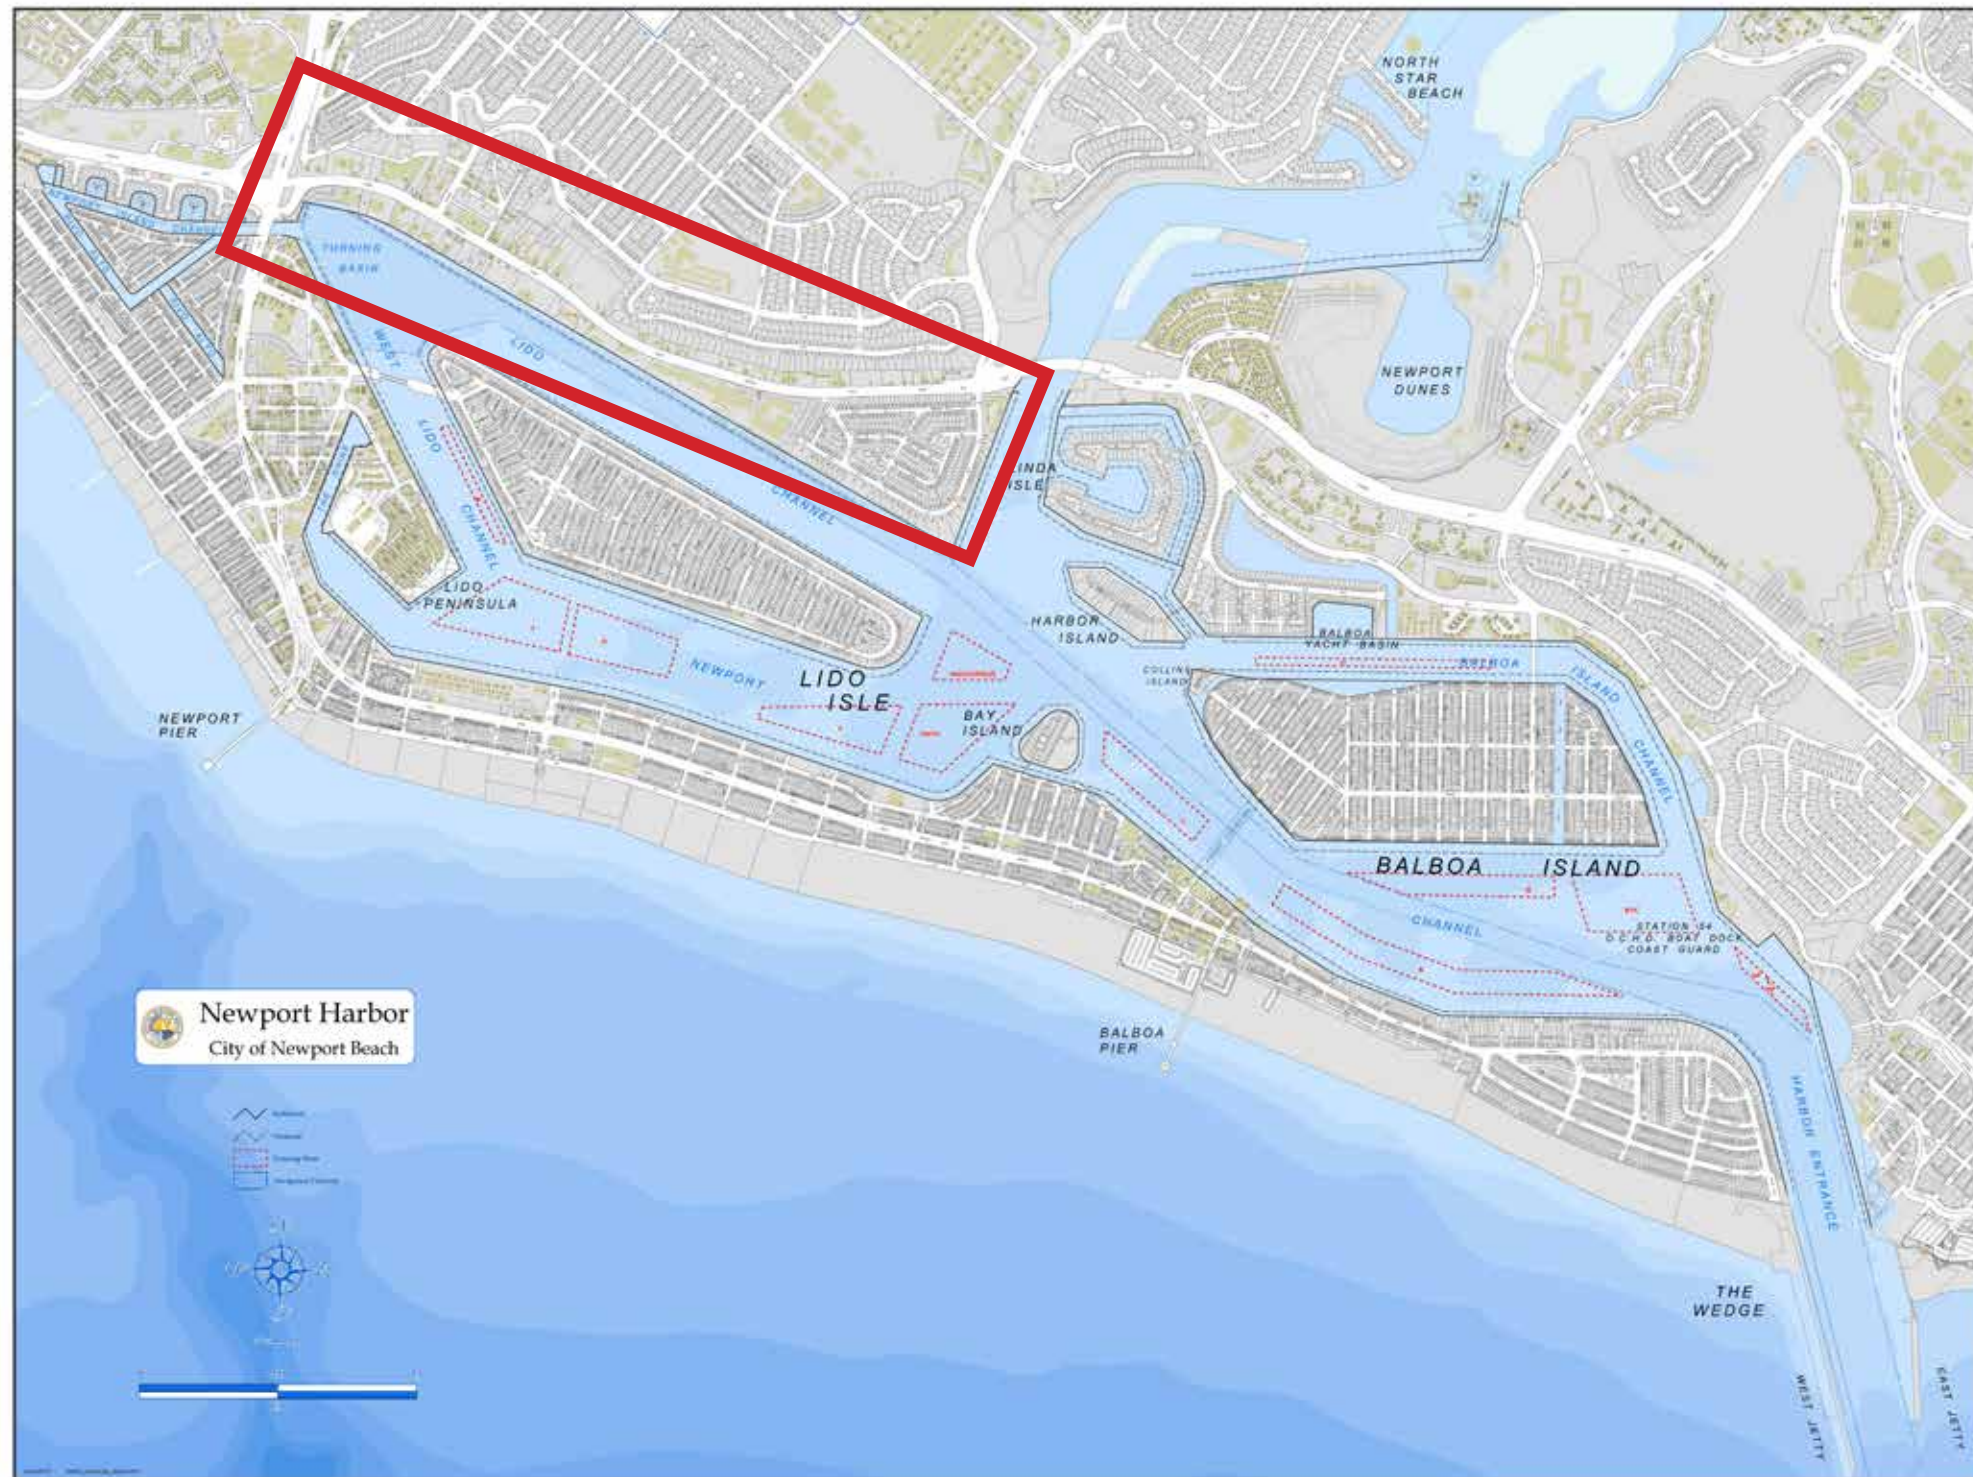 NORTH
STAR
BEACH
NEWPORT ISLAND CHANNEL
TURNING
BASIN
WEST
LIDO
CHANNEL
LIDO
CHANNEL
NEWPORT
DUNES
LINDA
ISLE
LIDO
PENINSULA
HARBOR
ISLAND
BALBOA
YACHT BASIN
BALBOA
ISLAND
CHANNEL
COLLINS
ISLAND
NEWPORT
LIDO
ISLE
BAY
ISLAND
NEWPORT
PIER
BALBOA
ISLAND
CHANNEL
STATION
O.C.H.D. BOAT DOCK
COAST GUARD
BALBOA
PIER
Newport Harbor
City of Newport Beach
HARBOR ENTRANCE
THE
WEDGE
WEST JETTY
EAST JETTY